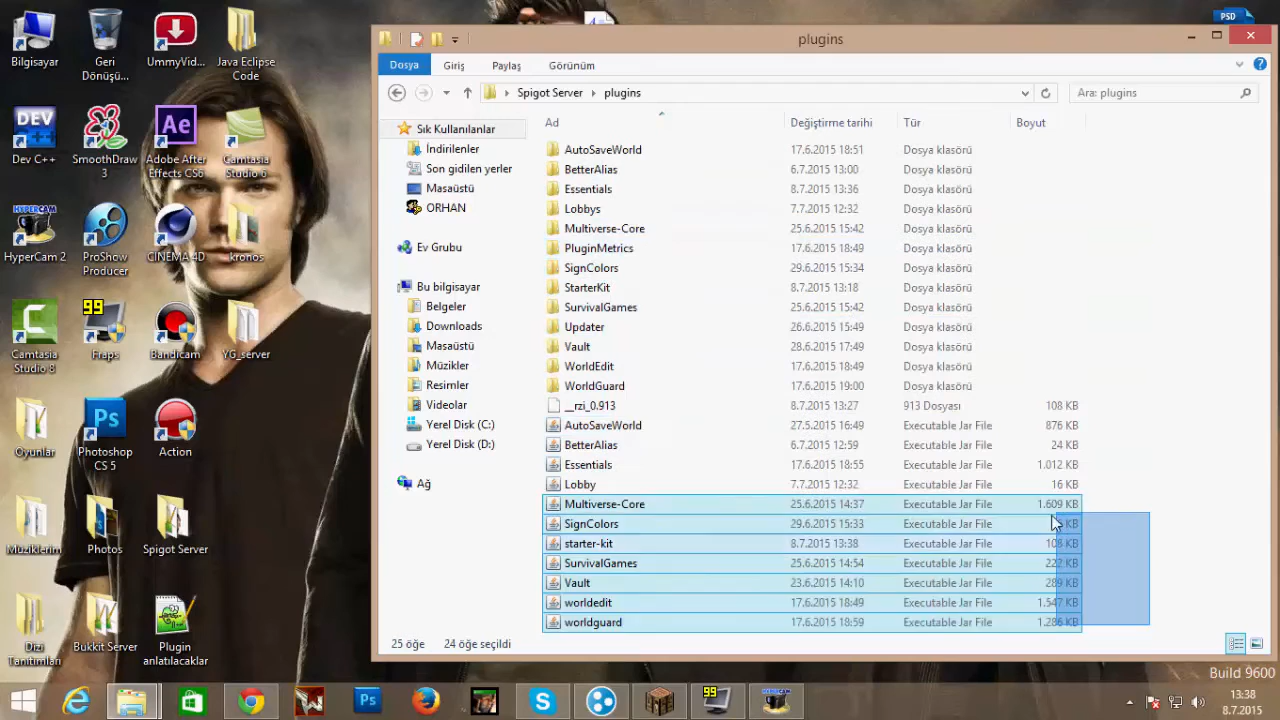 Bilgisayar
Geri Dönüşü...
UmmyVid...
Java Eclipse Code
DEV
Dev C++
SmoothDraw 3
Ae
Adobe After Effects CS6
Camtasia Studio 6
HYPERCAM
HyperCam 2
ProShow Producer
CINEMA 4D
kronos
Camtasia Studio 8
99
Fraps
Bandicam
YG_server
Oyunlar
Ps
Photoshop CS 5
Action
Muziklerim
Photos
Spigot Server
Dizi Tanıtımları
Bukkit Server
Plugin anlatılacaklar
PSD
plugins
Dosya
Giriş
Paylaş
Görünüm
Spigot Server
plugins
Ara: plugins
Sık Kullanılanlar
İndirilenler
Son gidilen yerler
Masaüstü
ORHAN
Ev Grubu
Bu bilgisayar
Belgeler
Downloads
Masaüstü
Müzikler
Resimler
Videolar
Yerel Disk (C:)
Yerel Disk (D:)
Ağ
Ad Değiştirme tarihi Tür Boyut
AutoSaveWorld 17.6.2015 18:51 Dosya klasörü
BetterAlias 6.7.2015 13:00 Dosya klasörü
Essentials 8.7.2015 13:36 Dosya klasörü
Lobbys 7.7.2015 12:32 Dosya klasörü
Multiverse-Core 25.6.2015 15:42 Dosya klasörü
PluginMetrics 17.6.2015 18:49 Dosya klasörü
SignColors 29.6.2015 15:34 Dosya klasörü
StarterKit 8.7.2015 13:18 Dosya klasörü
SurvivalGames 25.6.2015 15:42 Dosya klasörü
Updater 26.6.2015 15:49 Dosya klasörü
Vault 28.6.2015 17:49 Dosya klasörü
WorldEdit 17.6.2015 18:49 Dosya klasörü
WorldGuard 17.6.2015 19:00 Dosya klasörü
__rzi_0.913 8.7.2015 13:27 913 Dosyası 108 KB
AutoSaveWorld 27.5.2015 16:49 Executable Jar File 876 KB
BetterAlias 6.7.2015 12:59 Executable Jar File 24 KB
Essentials 17.6.2015 18:55 Executable Jar File 1.012 KB
Lobby 7.7.2015 12:32 Executable Jar File 16 KB
Multiverse-Core 25.6.2015 14:37 Executable Jar File 1.609 KB
SignColors 29.6.2015 15:33 Executable Jar File KB
starter-kit 8.7.2015 13:38 Executable Jar File 108 KB
SurvivalGames 25.6.2015 14:54 Executable Jar File 222 KB
Vault 23.6.2015 14:10 Executable Jar File 289 KB
worldedit 17.6.2015 18:49 Executable Jar File 1.547 KB
worldguard 17.6.2015 18:59 Executable Jar File 1.286 KB
25 öğe 24 öğe seçildi
Build 9600
Ps
99
HYPERCAM
13:38
8.7.2015